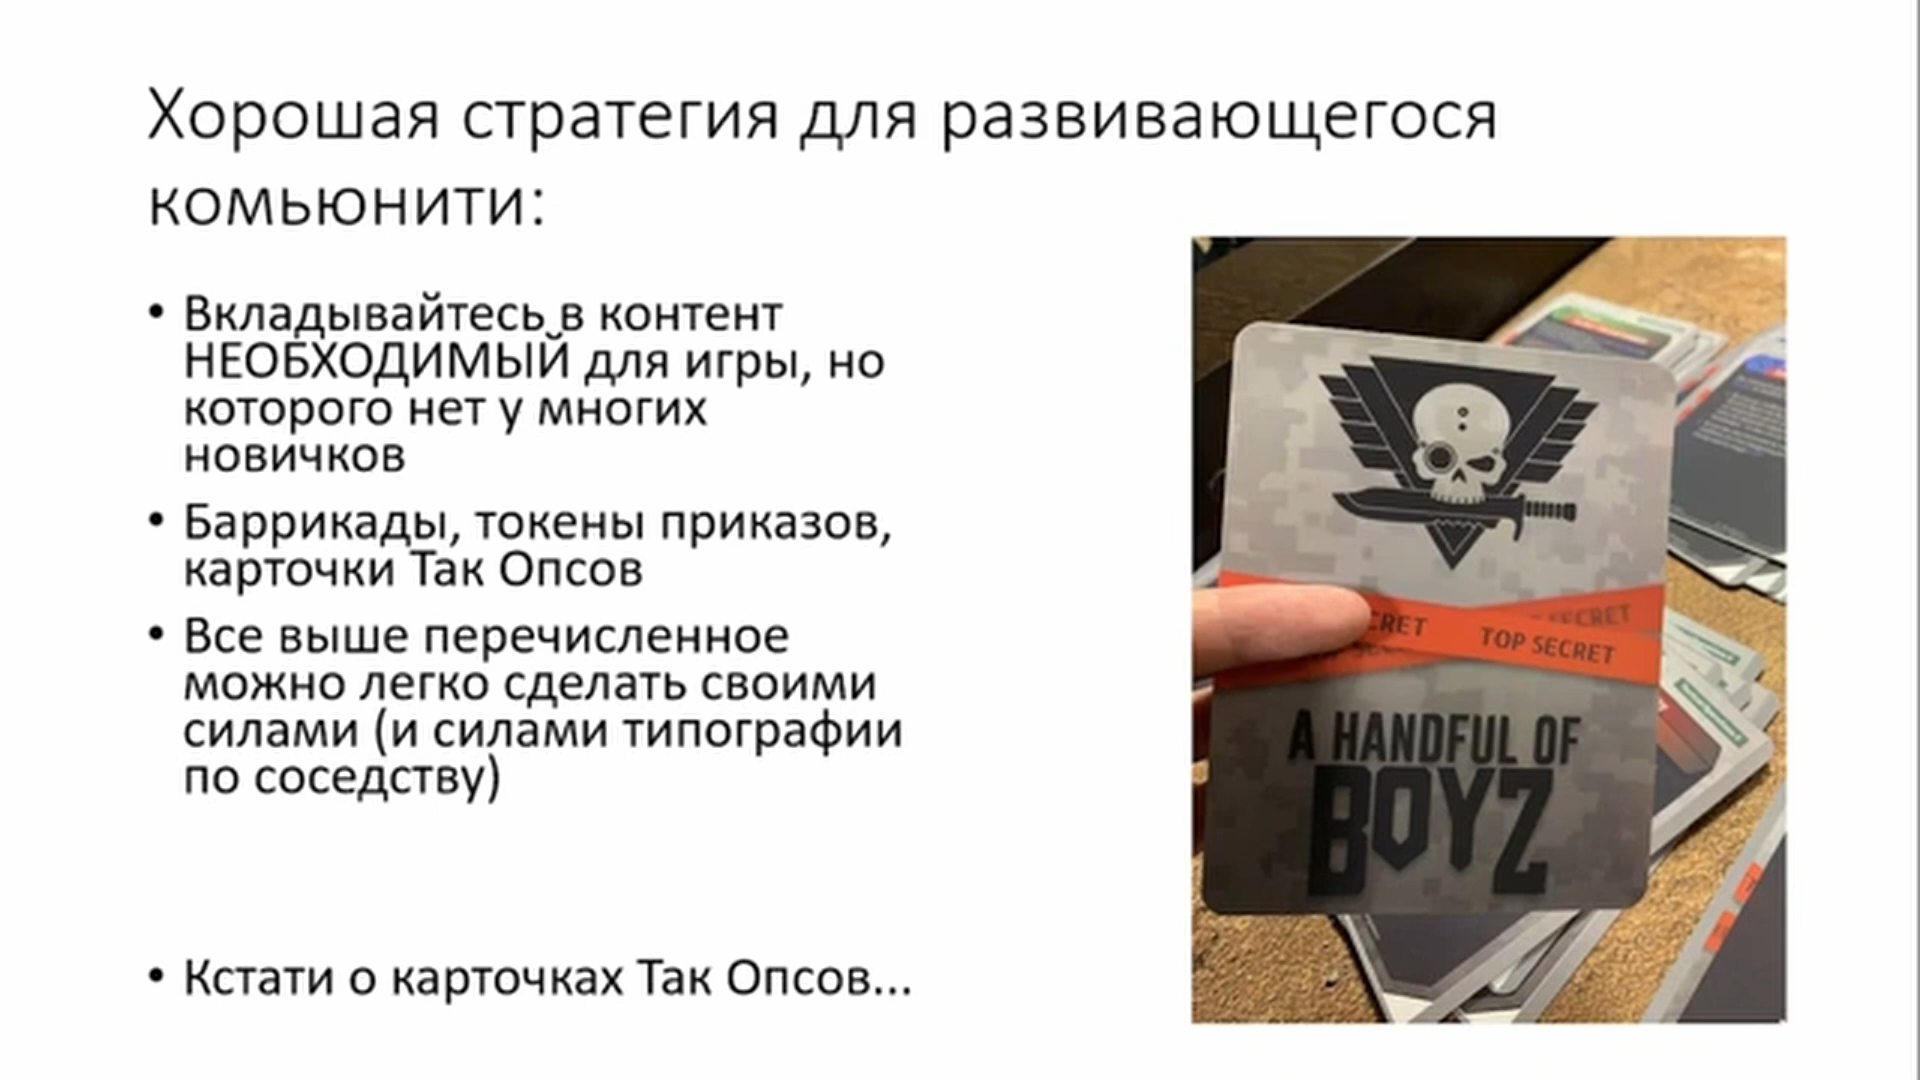 Хорошая стратегия для развивающегося
комьюнити:
• Вкладывайтесь в контент
НЕОБХОДИМЫЙ для игры, но
которого нет у многих
новичков
• Баррикады, токены приказов,
карточки Так Опсов
• Все выше перечисленное
можно легко сделать своими
силами (и силами типографии
по соседству)
• Кстати о карточках Так Опсов...
SECRET
CRET TOP SECRET
A HANDFUL OF
BOYZ